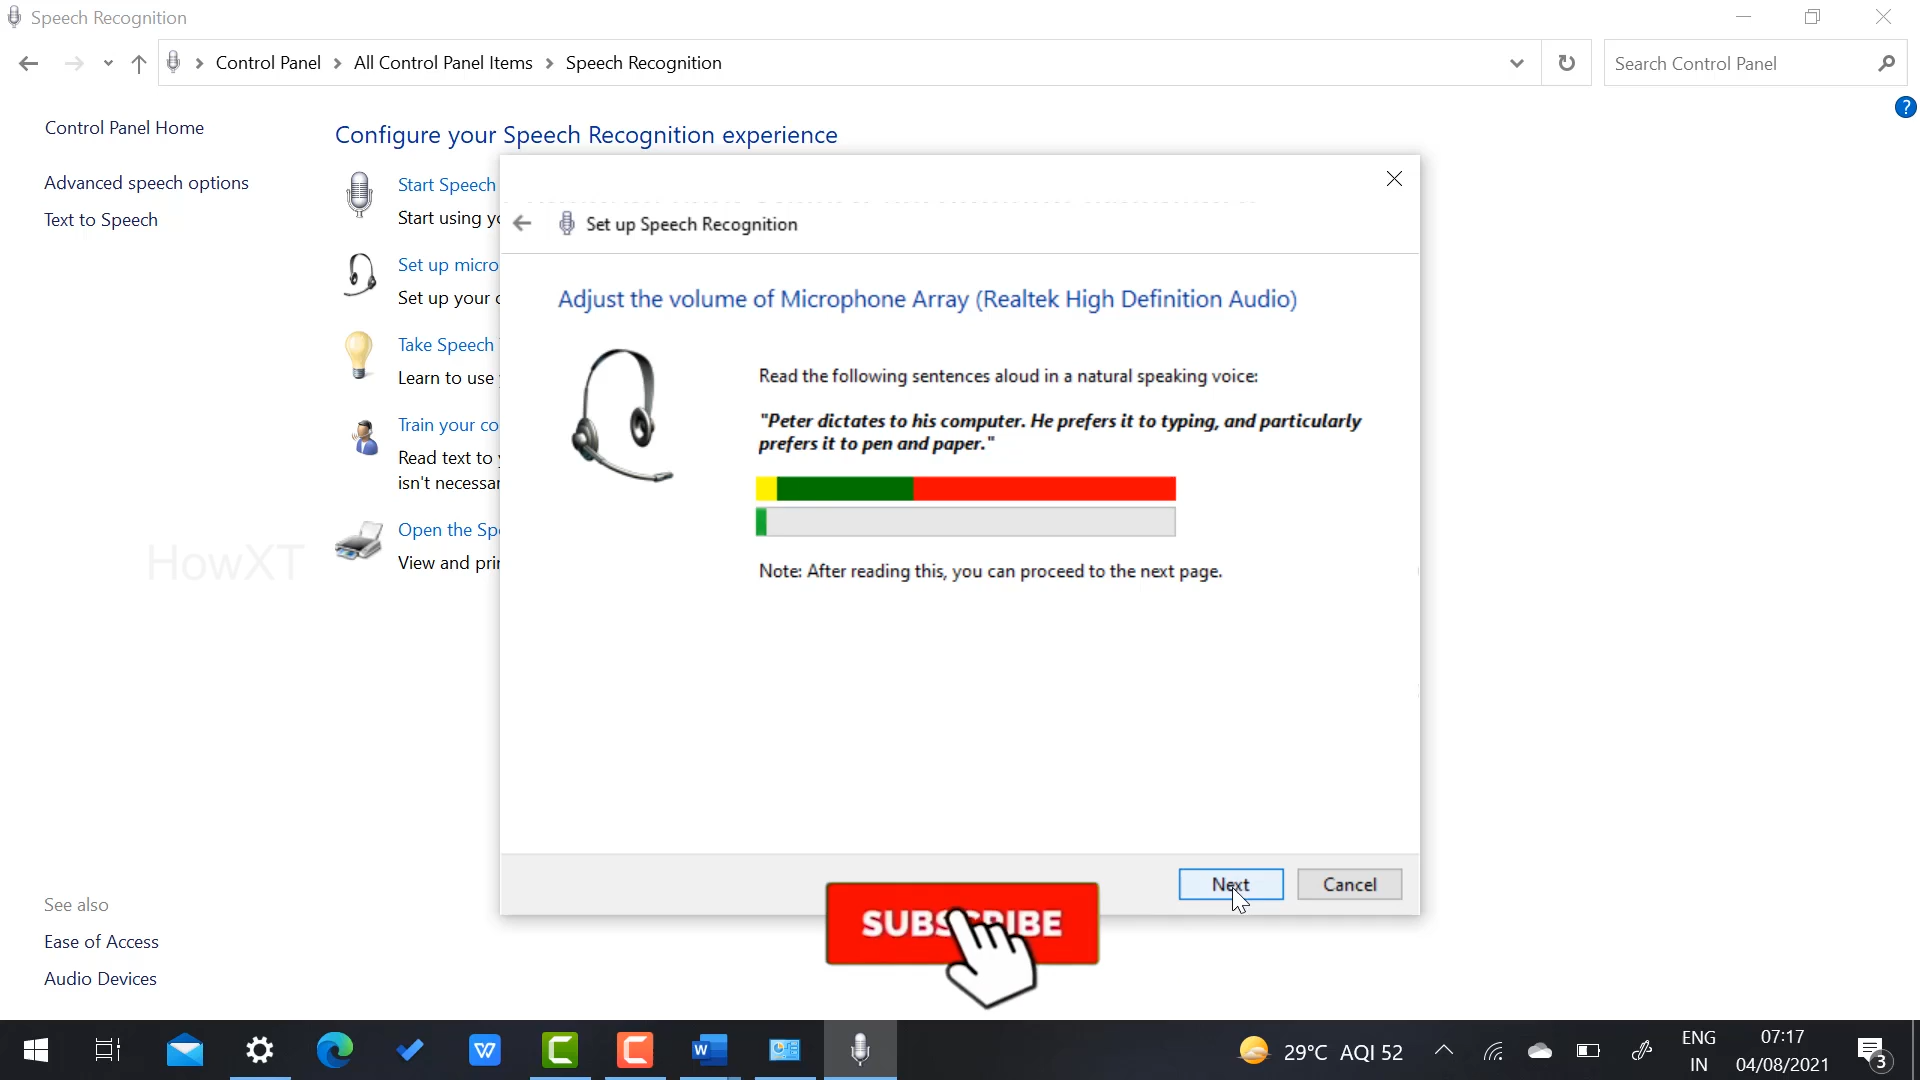 Speech Recognition
Control Panel
All Control Panel Items
Speech Recognition
Search Control Panel
?
Control Panel Home
Configure your Speech Recognition experience
Advanced speech options
Text to Speech
Start Speech
Start using yo
Set up micro
Set up your c
Take Speech
Learn to use
Train your co
Read text to
isn't necessar
Open the Spe
View and prin
HowXT
Set up Speech Recognition
Adjust the volume of Microphone Array (Realtek High Definition Audio)
Read the following sentences aloud in a natural speaking voice:
"Peter dictates to his computer. He prefers it to typing, and particularly
prefers it to pen and paper."
Note: After reading this, you can proceed to the next page.
Next
Cancel
SUBSCRIBE
See also
Ease of Access
Audio Devices
29°C AQI 52
ENG
IN
07:17
04/08/2021
3